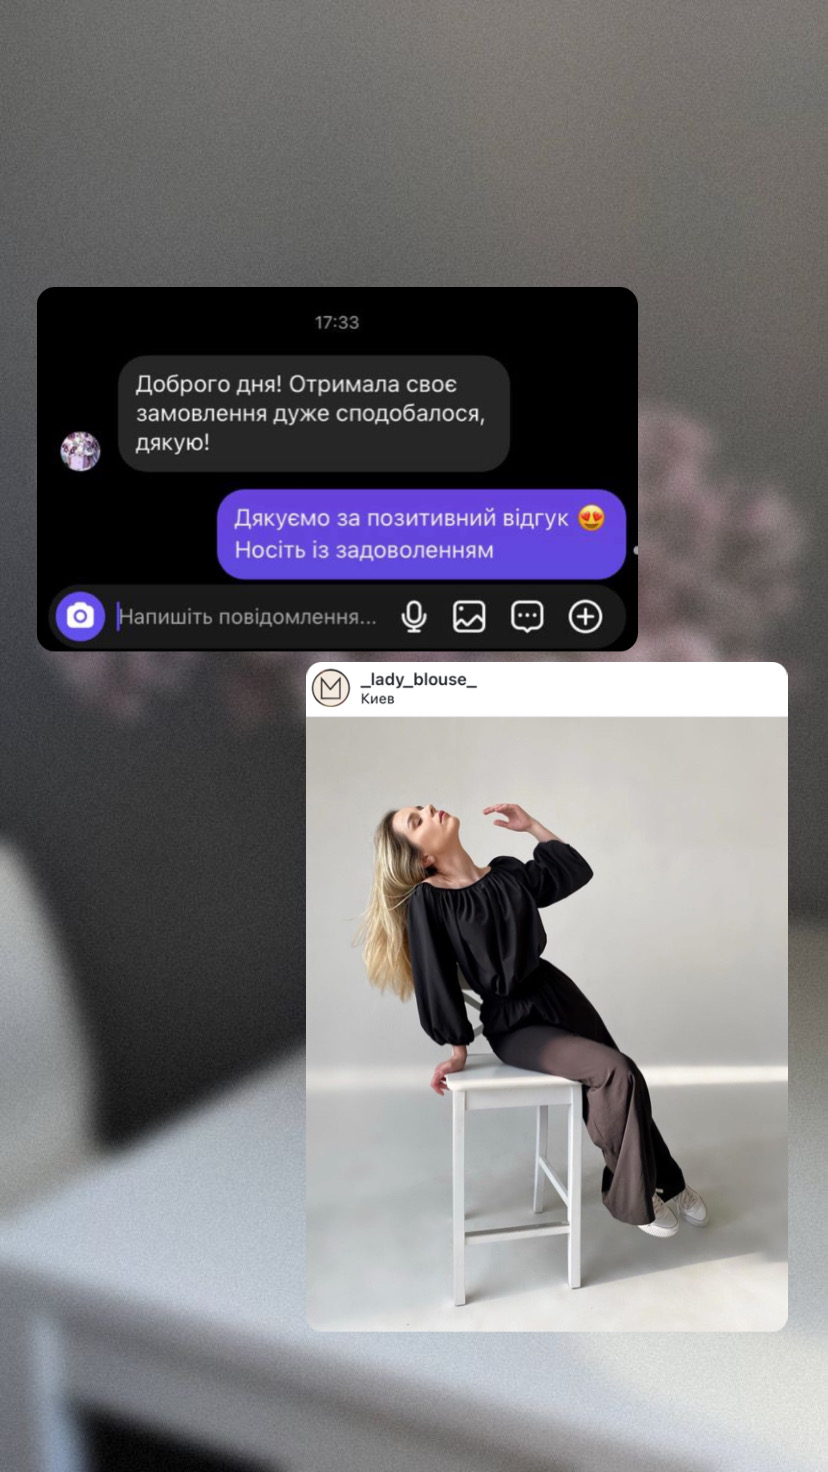 17:33
Доброго дня! Отримала своє
замовлення дуже сподобалося,
дякую!
Дякуємо за позитивний відгук 😍
Носіть із задоволенням
Напишіть повідомлення...
_lady_blouse_
Киев